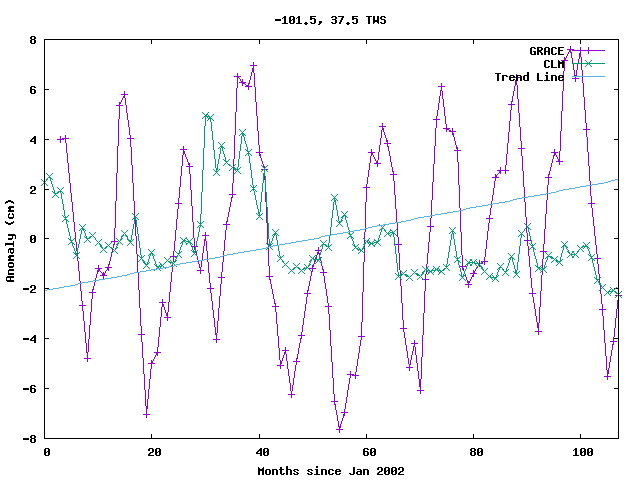 -101.5, 37.5 TWS
GRACE
CLM
Trend Line
Anomaly (cm)
8
6
4
2
0
-2
-4
-6
-8
0 20 40 60 80 100
Months since Jan 2002